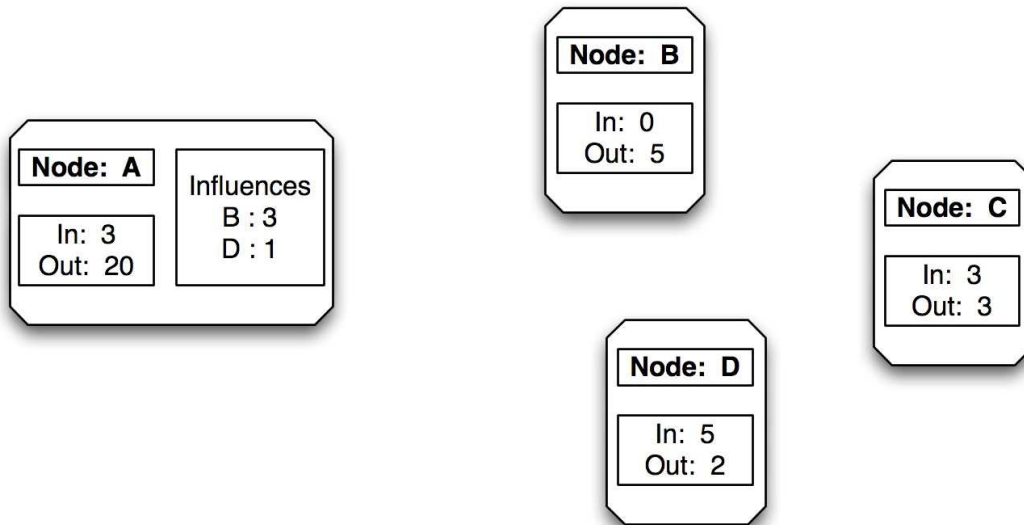 Node: A
In: 3
Out: 20
Influences
B : 3
D : 1
Node: B
In: 0
Out: 5
Node: C
In: 3
Out: 3
Node: D
In: 5
Out: 2